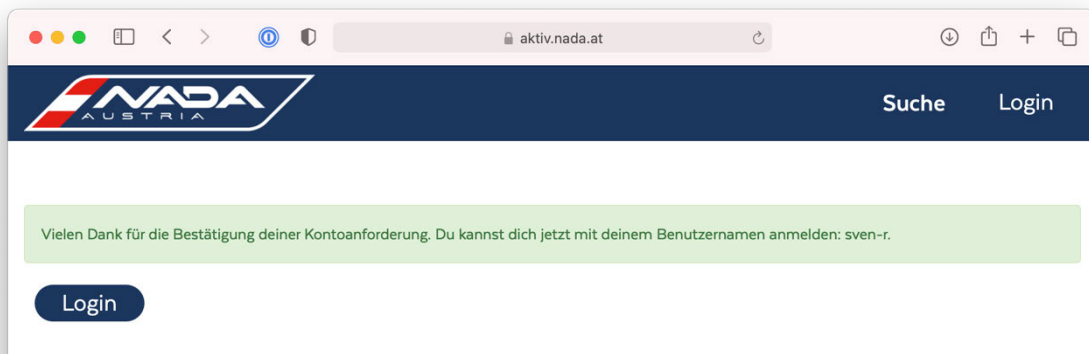 aktiv.nada.at
NADA
AUSTRIA
Suche
Login
Vielen Dank für die Bestätigung deiner Kontoanforderung. Du kannst dich jetzt mit deinem Benutzernamen anmelden: sven-r.
Login